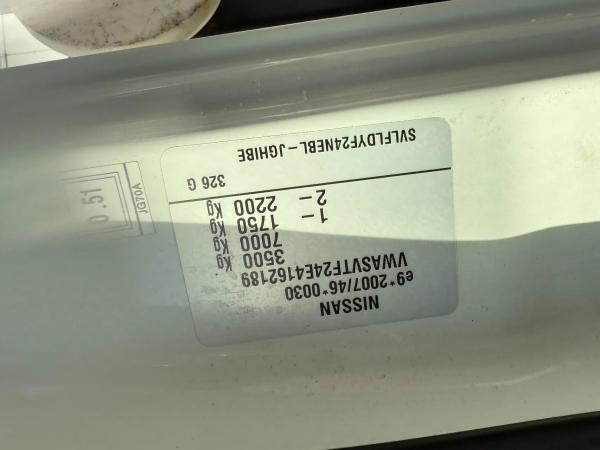 NISSAN
e9*2007/46*0030
VWASVTF24E4162189
3500 Kg
7000 Kg
1- 1750 Kg
2- 2200 Kg
326 G
SVLFLDYF24NEBL-JGHIBE
0.51
JG70A